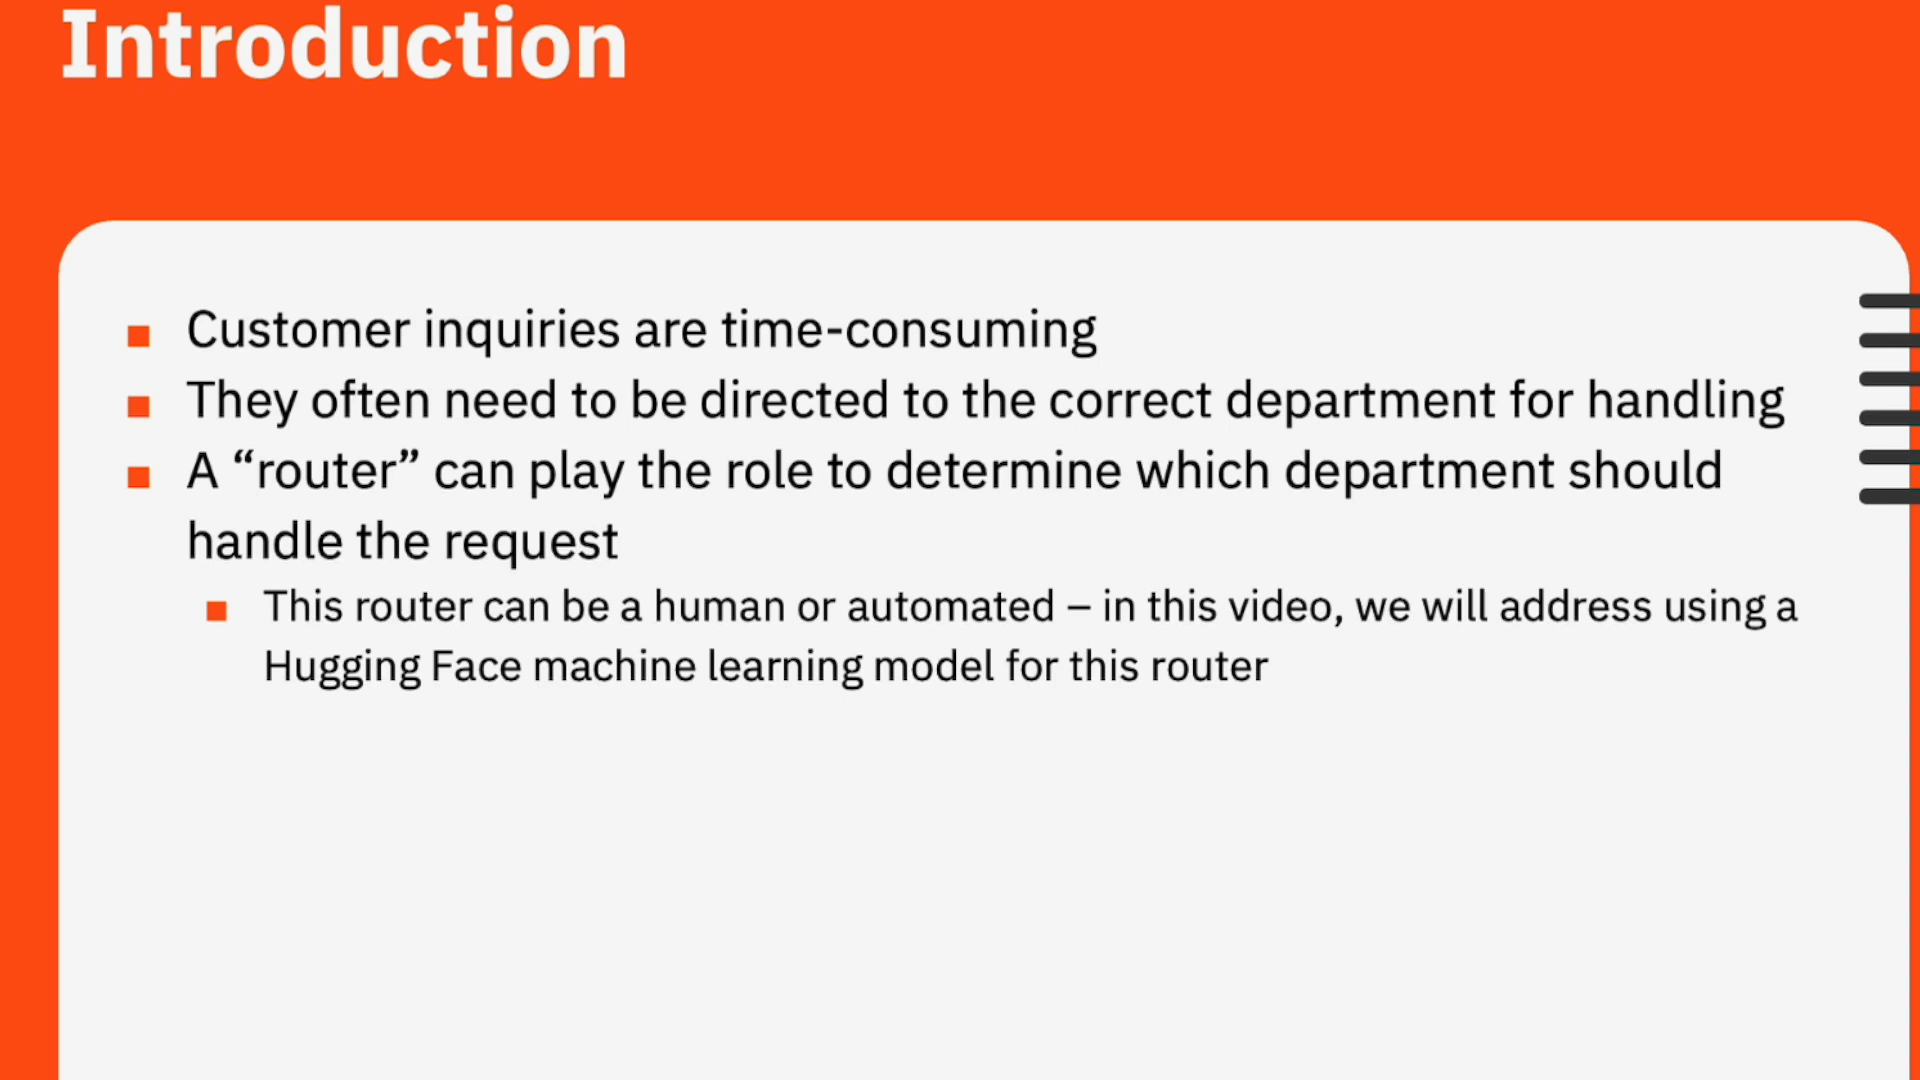 Introduction
Customer inquiries are time-consuming
They often need to be directed to the correct department for handling
A “router” can play the role to determine which department should
handle the request
This router can be a human or automated – in this video, we will address using a
Hugging Face machine learning model for this router